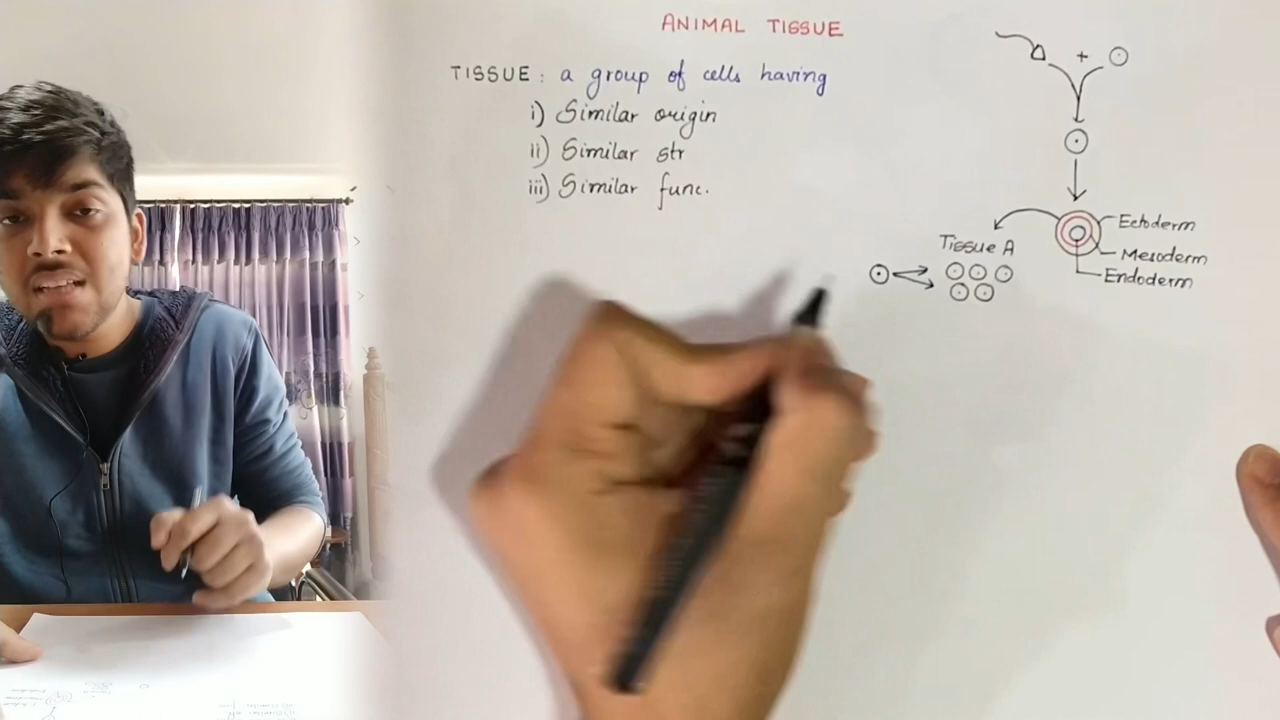 ANIMAL TISSUE
TISSUE : a group of cells having
i) Similar origin
ii) Similar str
iii) Similar func.
+
Ectoderm
Mesoderm
Endoderm
Tissue A